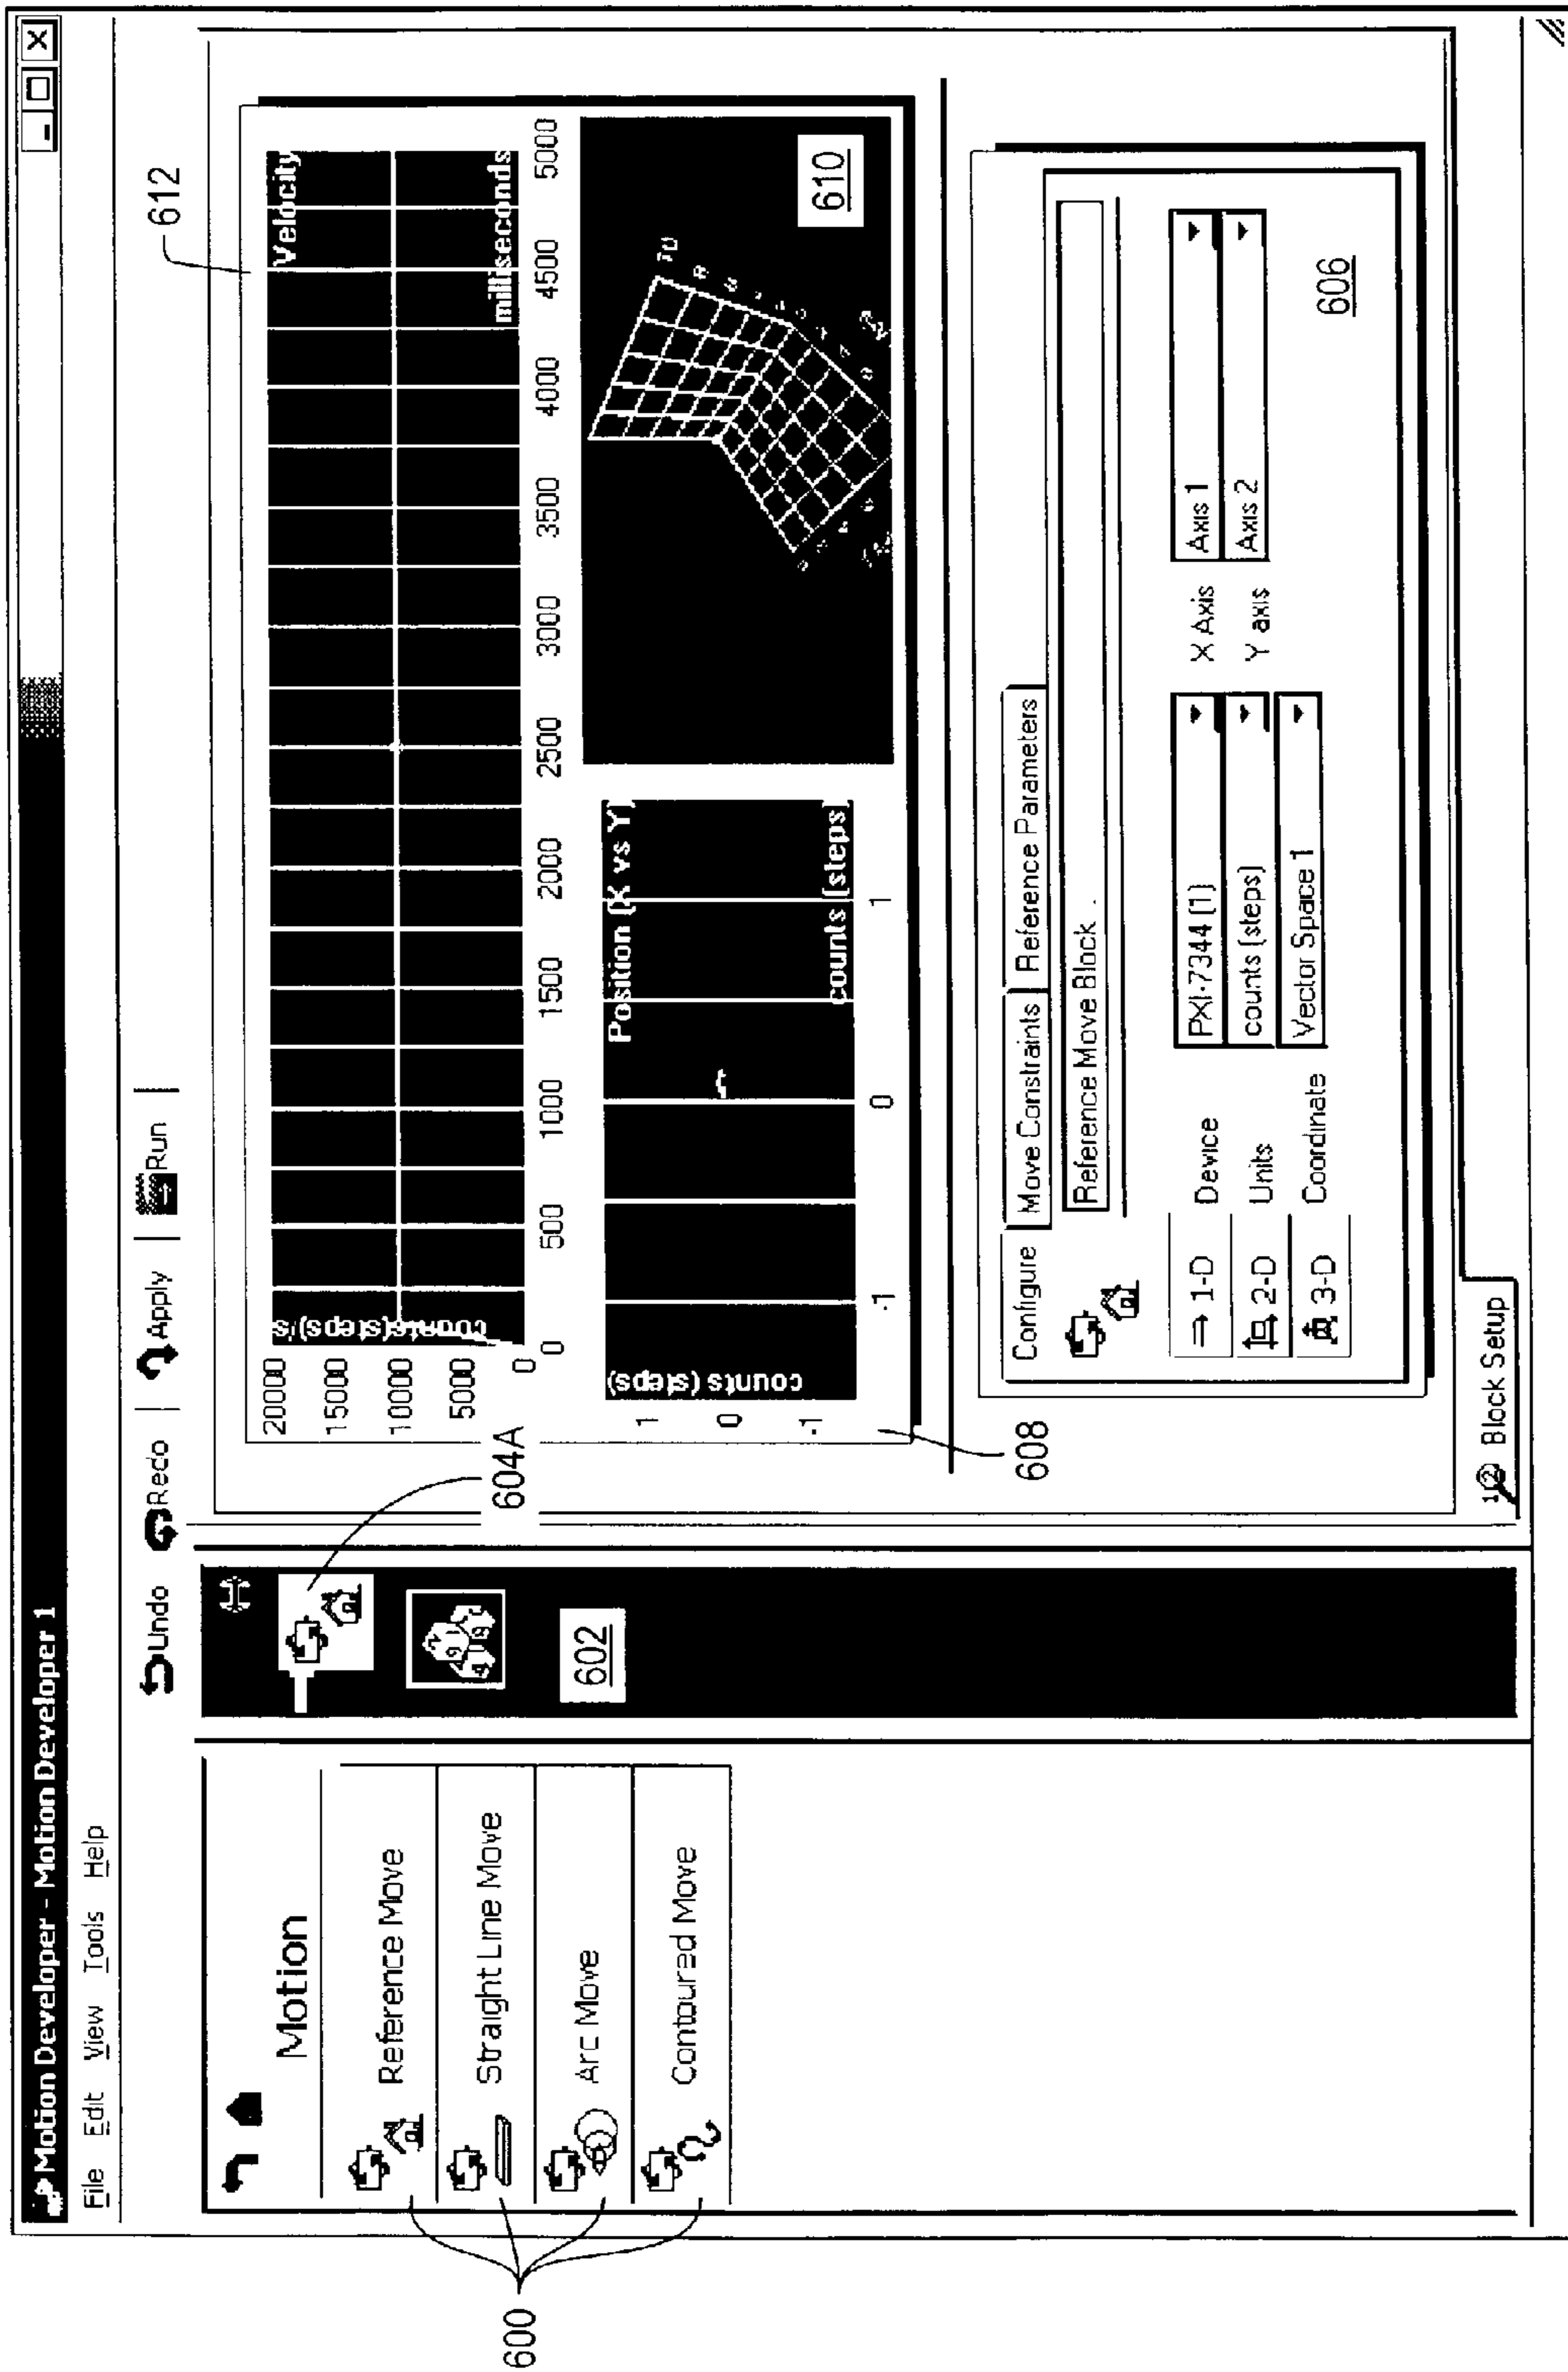 Motion Developer - Motion Developer 1
File Edit View Tools Help
Undo Redo Apply Run
Motion
Reference Move
Straight Line Move
Arc Move
Contoured Move
600
602
604A
612
Velocity
counts(steps)/s
milliseconds
20000
15000
10000
5000
0
0 500 1000 1500 2000 2500 3000 3500 4000 4500 5000
Position (X vs Y)
counts (steps)
counts (steps
1
0
-1
-1 0 1
608
10
610
Configure Move Constraints Reference Parameters
Reference Move Block .
1-D Device PXI-7344 (1) X Axis Axis 1
2-D Units counts (steps) Y axis Axis 2
3-D Coordinate Vector Space 1
606
Block Setup